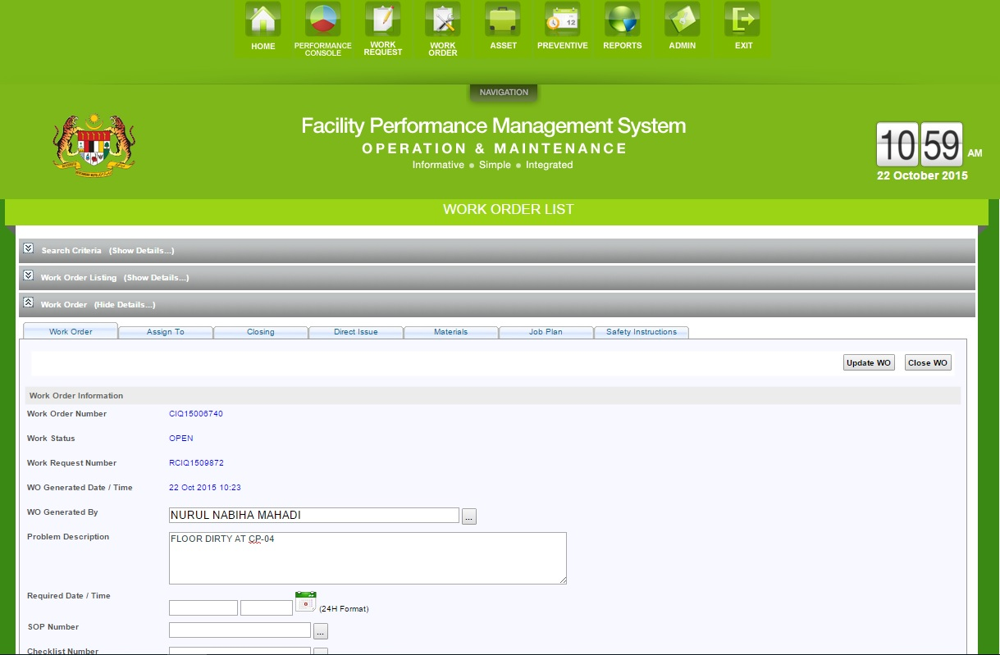 HOME
PERFORMANCE
CONSOLE
WORK
REQUEST
WORK
ORDER
ASSET
12
PREVENTIVE
REPORTS
ADMIN
EXIT
NAVIGATION
Facility Performance Management System
OPERATION & MAINTENANCE
Informative ● Simple ● Integrated
10 59 AM
22 October 2015
WORK ORDER LIST
Search Criteria (Show Details...)
Work Order Listing (Show Details...)
Work Order (Hide Details...)
Work Order Assign To Closing Direct Issue Materials Job Plan Safety Instructions
Update WO Close WO
Work Order Information
Work Order Number CIQ15006740
Work Status OPEN
Work Request Number RCIQ1509872
WO Generated Date / Time 22 Oct 2015 10:23
WO Generated By NURUL NABIHA MAHADI ...
Problem Description FLOOR DIRTY AT CP-04
Required Date / Time (24H Format)
SOP Number ...
Checklist Number